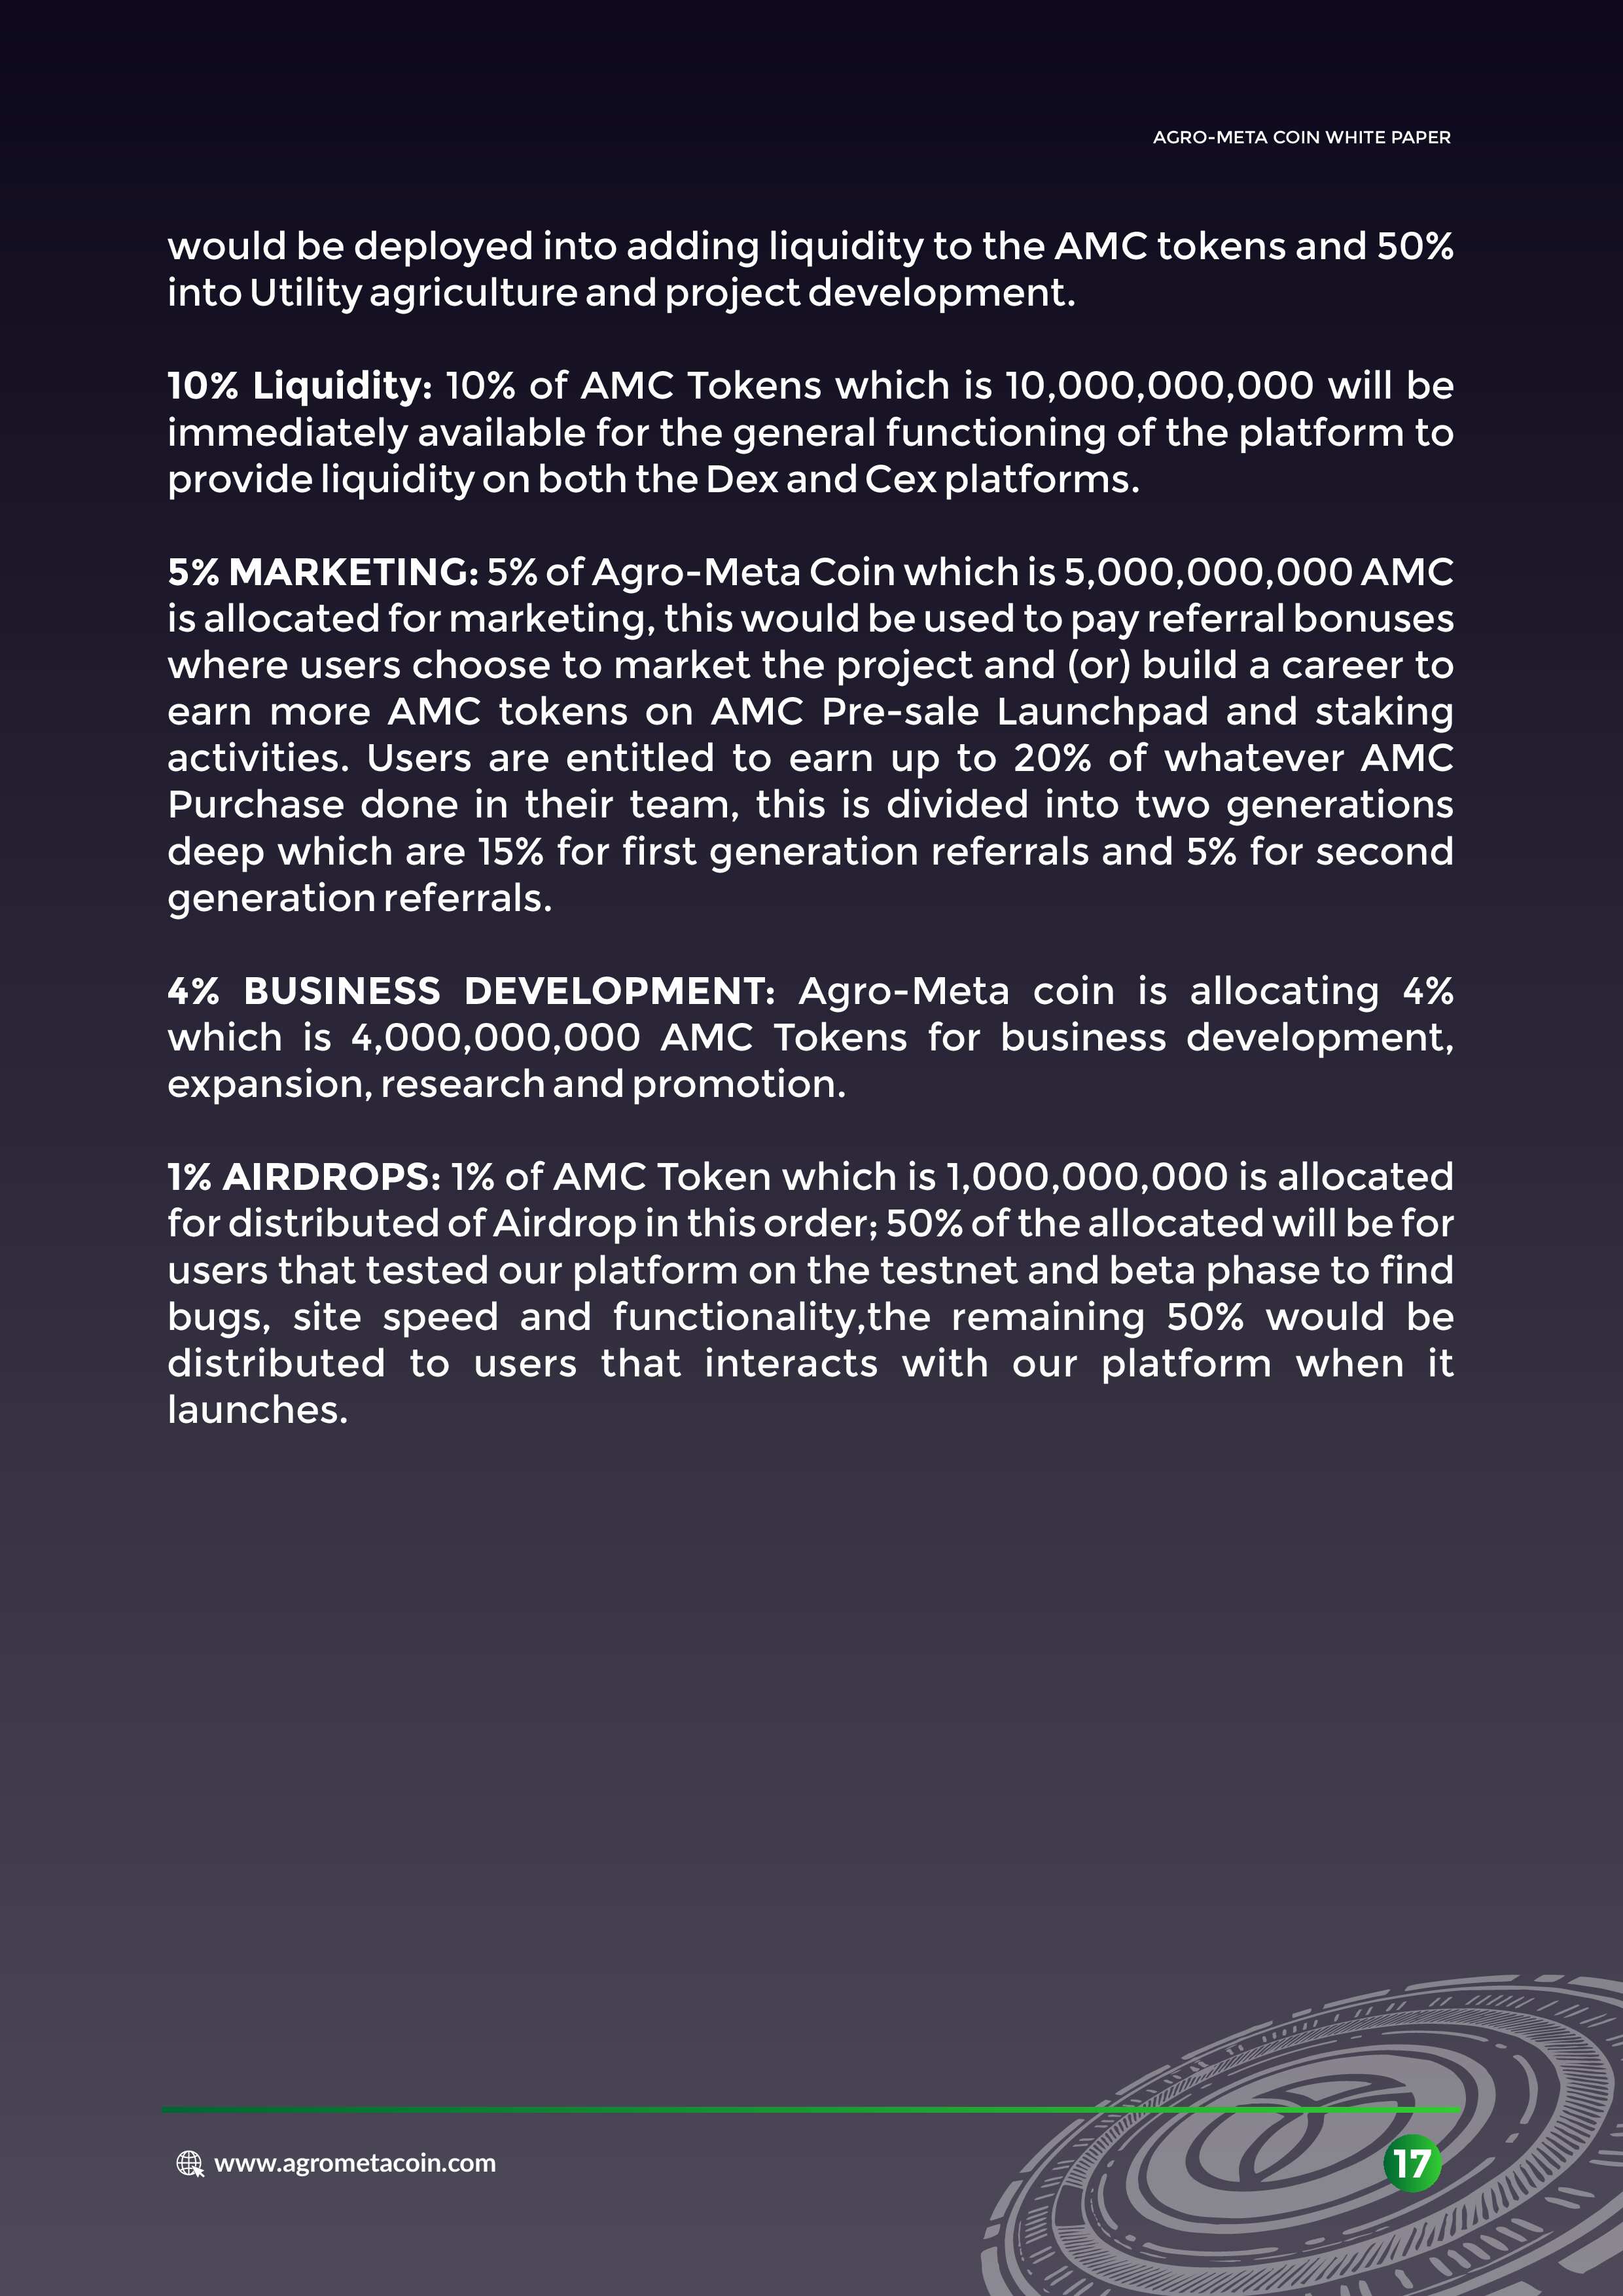 AGRO-META COIN WHITE PAPER
would be deployed into adding liquidity to the AMC tokens and 50%
into Utility agriculture and project development.
10% Liquidity: 10% of AMC Tokens which is 10,000,000,000 will be
immediately available for the general functioning of the platform to
provide liquidity on both the Dex and Cex platforms.
5% MARKETING: 5% of Agro-Meta Coin which is 5,000,000,000 AMC
is allocated for marketing, this would be used to pay referral bonuses
where users choose to market the project and (or) build a career to
earn more AMC tokens on AMC Pre-sale Launchpad and staking
activities. Users are entitled to earn up to 20% of whatever AMC
Purchase done in their team, this is divided into two generations
deep which are 15% for first generation referrals and 5% for second
generation referrals.
4% BUSINESS DEVELOPMENT: Agro-Meta coin is allocating 4%
which is 4,000,000,000 AMC Tokens for business development,
expansion, research and promotion.
1% AIRDROPS: 1% of AMC Token which is 1,000,000,000 is allocated
for distributed of Airdrop in this order; 50% of the allocated will be for
users that tested our platform on the testnet and beta phase to find
bugs, site speed and functionality,the remaining 50% would be
distributed to users that interacts with our platform when it
launches.
www.agrometacoin.com
17